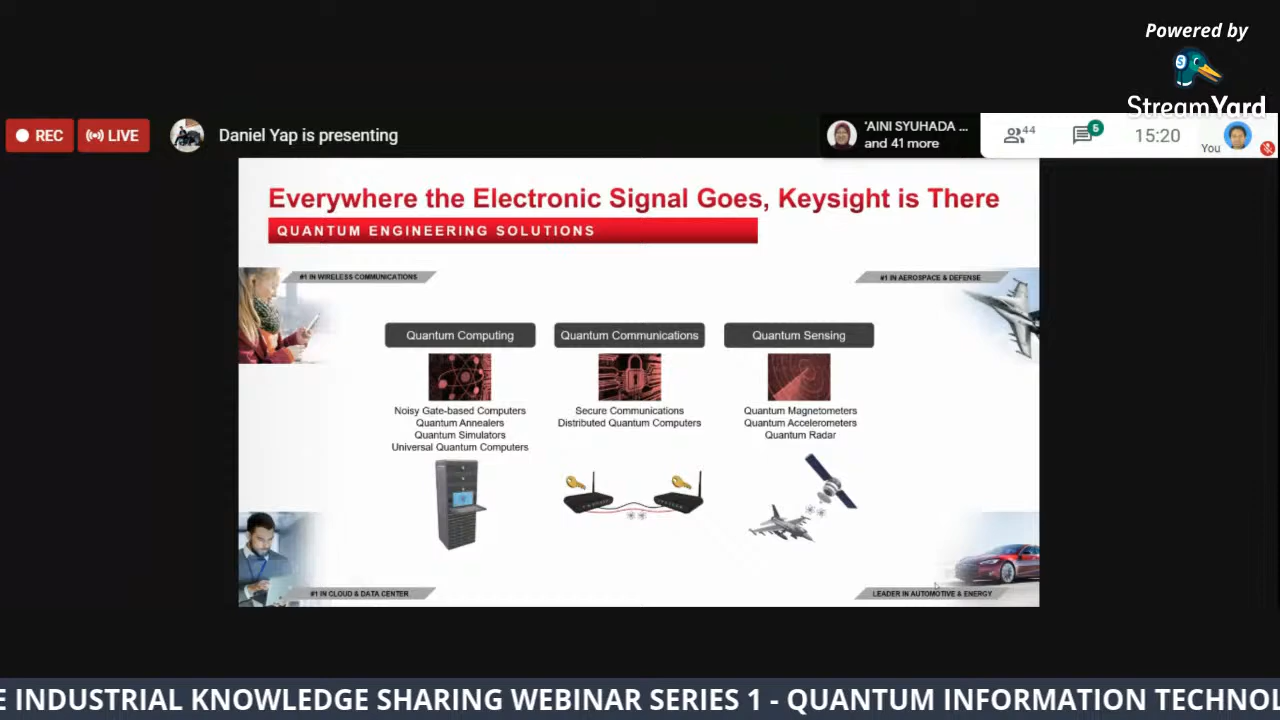 Powered by
StreamYard
REC
LIVE
Daniel Yap is presenting
'AINI SYUHADA ...
and 41 more
44
5
15:20
You
Everywhere the Electronic Signal Goes, Keysight is There
QUANTUM ENGINEERING SOLUTIONS
#1 IN WIRELESS COMMUNICATIONS
#1 IN AEROSPACE & DEFENSE
Quantum Computing
Noisy Gate-based Computers
Quantum Annealers
Quantum Simulators
Universal Quantum Computers
Quantum Communications
Secure Communications
Distributed Quantum Computers
Quantum Sensing
Quantum Magnetometers
Quantum Accelerometers
Quantum Radar
#1 IN CLOUD & DATA CENTER
LEADER IN AUTOMOTIVE & ENERGY
E INDUSTRIAL KNOWLEDGE SHARING WEBINAR SERIES 1 - QUANTUM INFORMATION TECHNOL